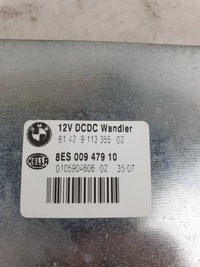 12V DCDC Wandler
61 42 9 113 355 02
HELLA
8ES 009 479 10
0105904606 02 35 07